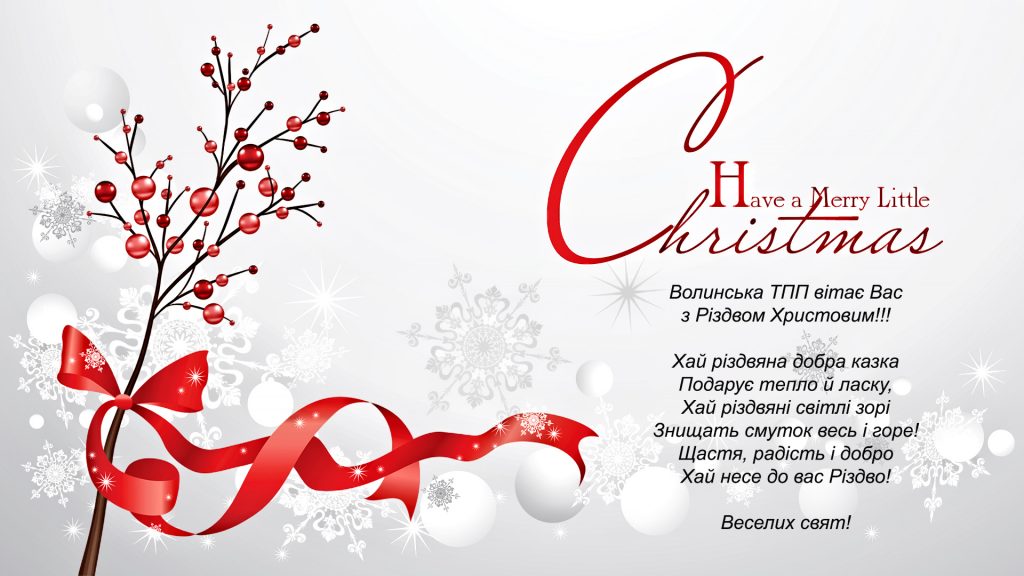 Have a Merry Little
Christmas
Волинська ТПП вітає Вас
з Різдвом Христовим!!!
Хай різдвяна добра казка
Подарує тепло й ласку,
Хай різдвяні світлі зорі
Знищать смуток весь і горе!
Щастя, радість і добро
Хай несе до вас Різдво!
Веселих свят!